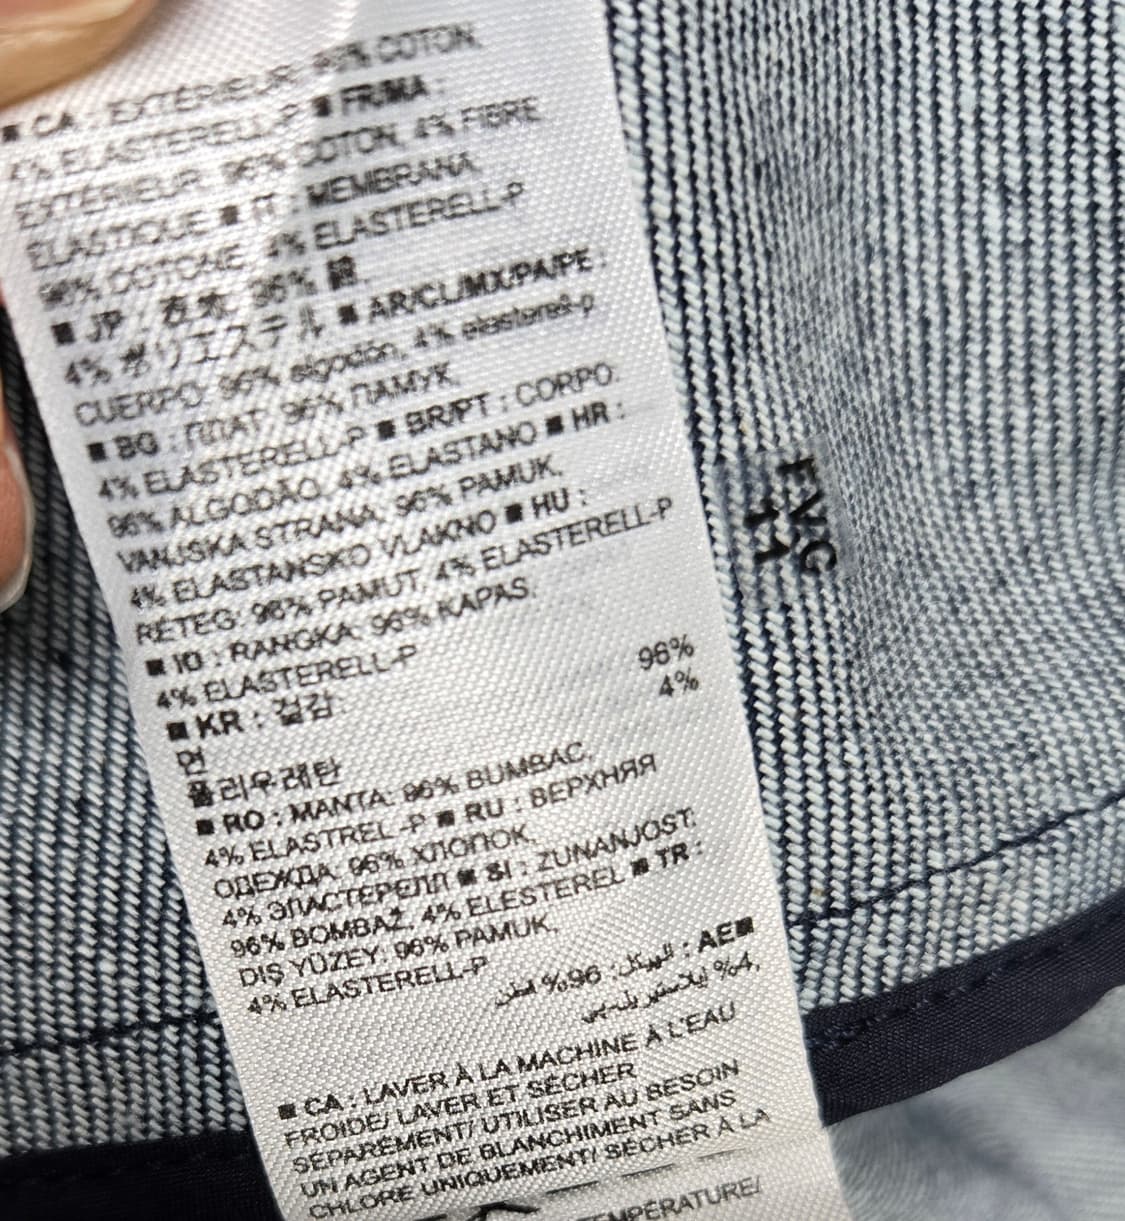 ■ CA : EXTÉRIEUR: 96% COTON,
4% ELASTERELL-P ■ FR/MA :
EXTÉRIEUR: 96% COTON, 4% FIBRE
ÉLASTIQUE ■ IT : MEMBRANA
96% COTONE, 4% ELASTERELL-P
■ JP : 表地 96% 綿
4% ポリエステル ■ AR/CL/MX/PA/PE :
CUERPO: 96% algodón, 4% elasterell-p
■ BG : ПЛАТ: 96% ПАМУК,
4% ELASTERELL-P ■ BR/PT : CORPO:
96% ALGODÃO, 4% ELASTANO ■ HR :
VANJSKA STRANA: 96% PAMUK,
4% ELASTANSKO VLAKNO ■ HU :
RÉTEG: 96% PAMUT, 4% ELASTERELL-P
■ ID : RANGKA: 96% KAPAS,
4% ELASTERELL-P
■ KR : 겉감
면 96%
폴리우레탄 4%
■ RO : MANTA: 96% BUMBAC,
4% ELASTREL-P ■ RU : ВЕРХНЯЯ
ОДЕЖДА: 96% ХЛОПОК,
4% ЭЛАСТЕРЕЛЛ ■ SI : ZUNANJOST:
96% BOMBAŽ, 4% ELESTEREL ■ TR :
DIŞ YÜZEY: 96% PAMUK,
4% ELASTERELL-P
■AE : الهيكل: 96% قطن
,4%
■ CA : LAVER À LA MACHINE À L'EAU
FROIDE/ LAVER ET SÉCHER
SÉPARÉMENT/ UTILISER AU BESOIN
UN AGENT DE BLANCHIMENT SANS
CHLORE UNIQUEMENT/ SÉCHER À LA
TEMPÉRATURE/
FVC
11